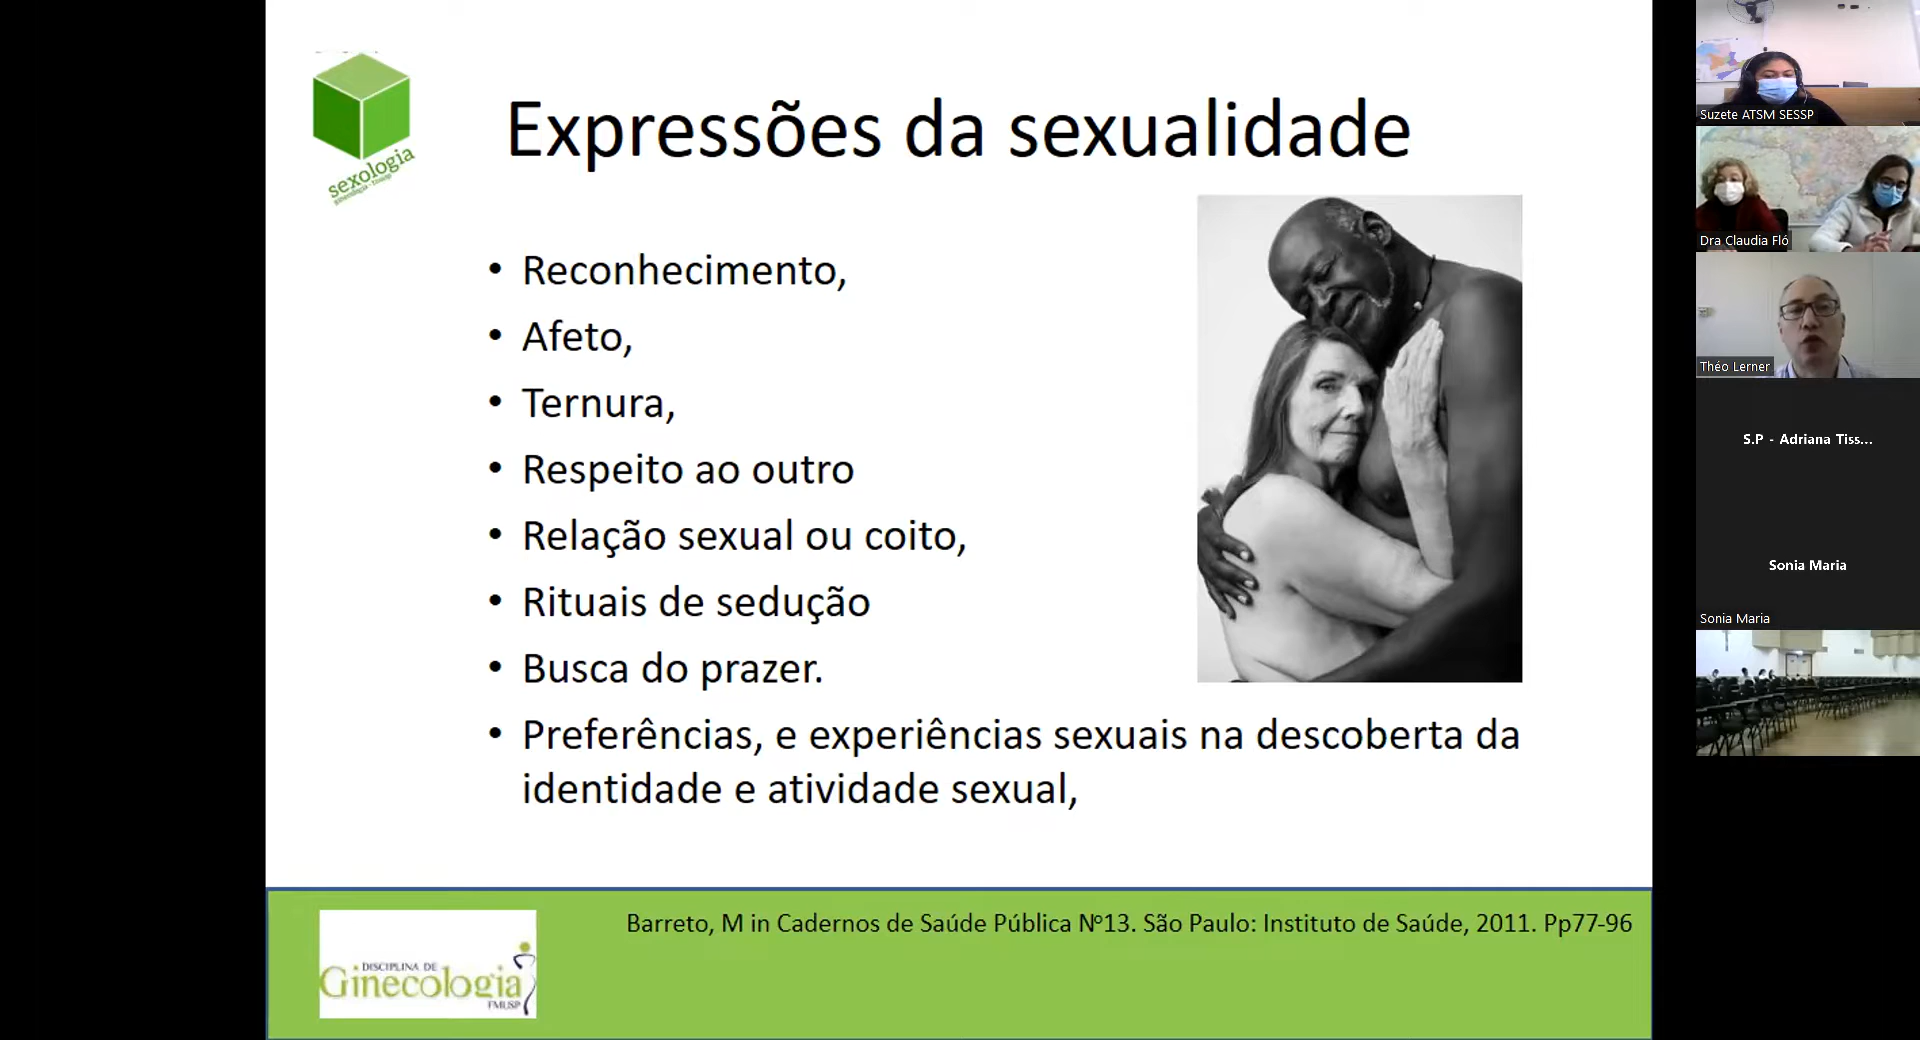 Expressões da sexualidade
sexologia
• Reconhecimento,
• Afeto,
• Ternura,
• Respeito ao outro
• Relação sexual ou coito,
• Rituais de sedução
• Busca do prazer.
• Preferências, e experiências sexuais na descoberta da
identidade e atividade sexual,
Barreto, M in Cadernos de Saúde Pública Nº13. São Paulo: Instituto de Saúde, 2011. Pp77-96
DISCIPLINA DE
Ginecologia
FMUSP
Suzete ATSM SESSP
Dra Claudia Fló
Théo Lerner
S.P - Adriana Tiss...
Sonia Maria
Sonia Maria